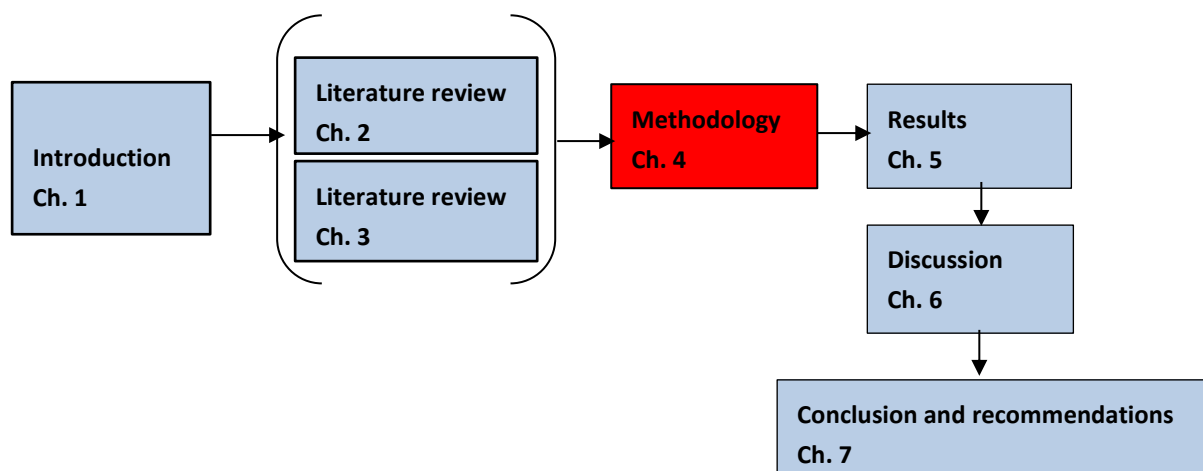 Introduction
Ch. 1
Literature review
Ch. 2
Literature review
Ch. 3
Methodology
Ch. 4
Results
Ch. 5
Discussion
Ch. 6
Conclusion and recommendations
Ch. 7